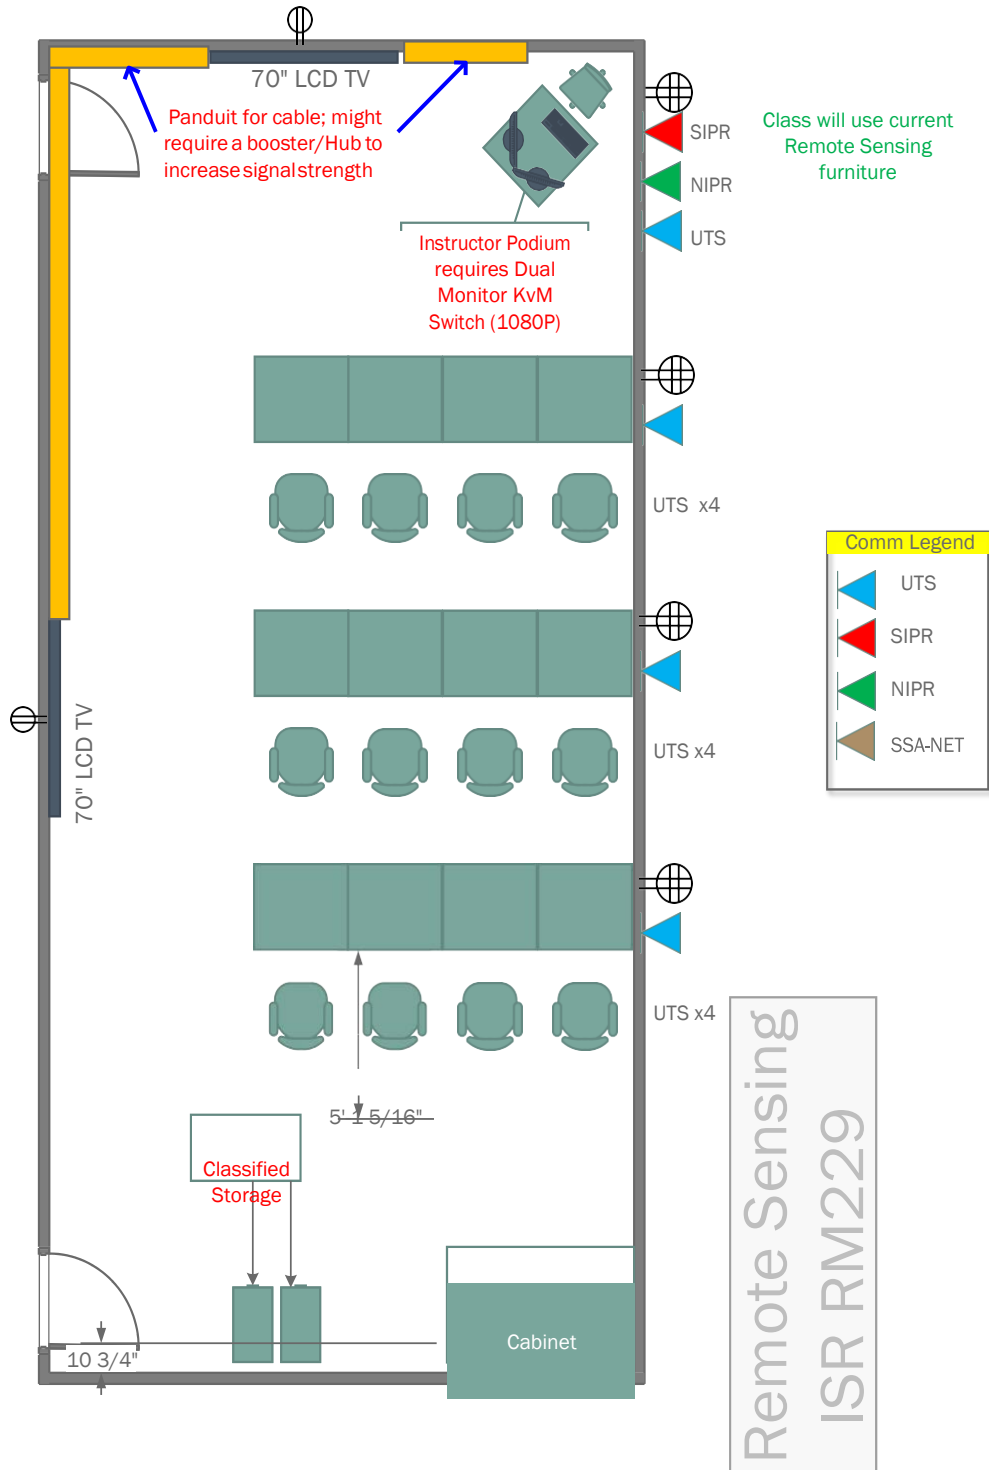 70" LCD TV
Panduit for cable; might
require a booster/Hub to
increase signal strength
SIPR
NIPR
UTS
Class will use current
Remote Sensing
furniture
Instructor Podium
requires Dual
Monitor KvM
Switch (1080P)
UTS x4
Comm Legend
UTS
SIPR
NIPR
SSA-NET
70" LCD TV
UTS x4
UTS x4
5' 1 5/16"
Classified
Storage
10 3/4"
Cabinet
Remote Sensing
ISR RM229